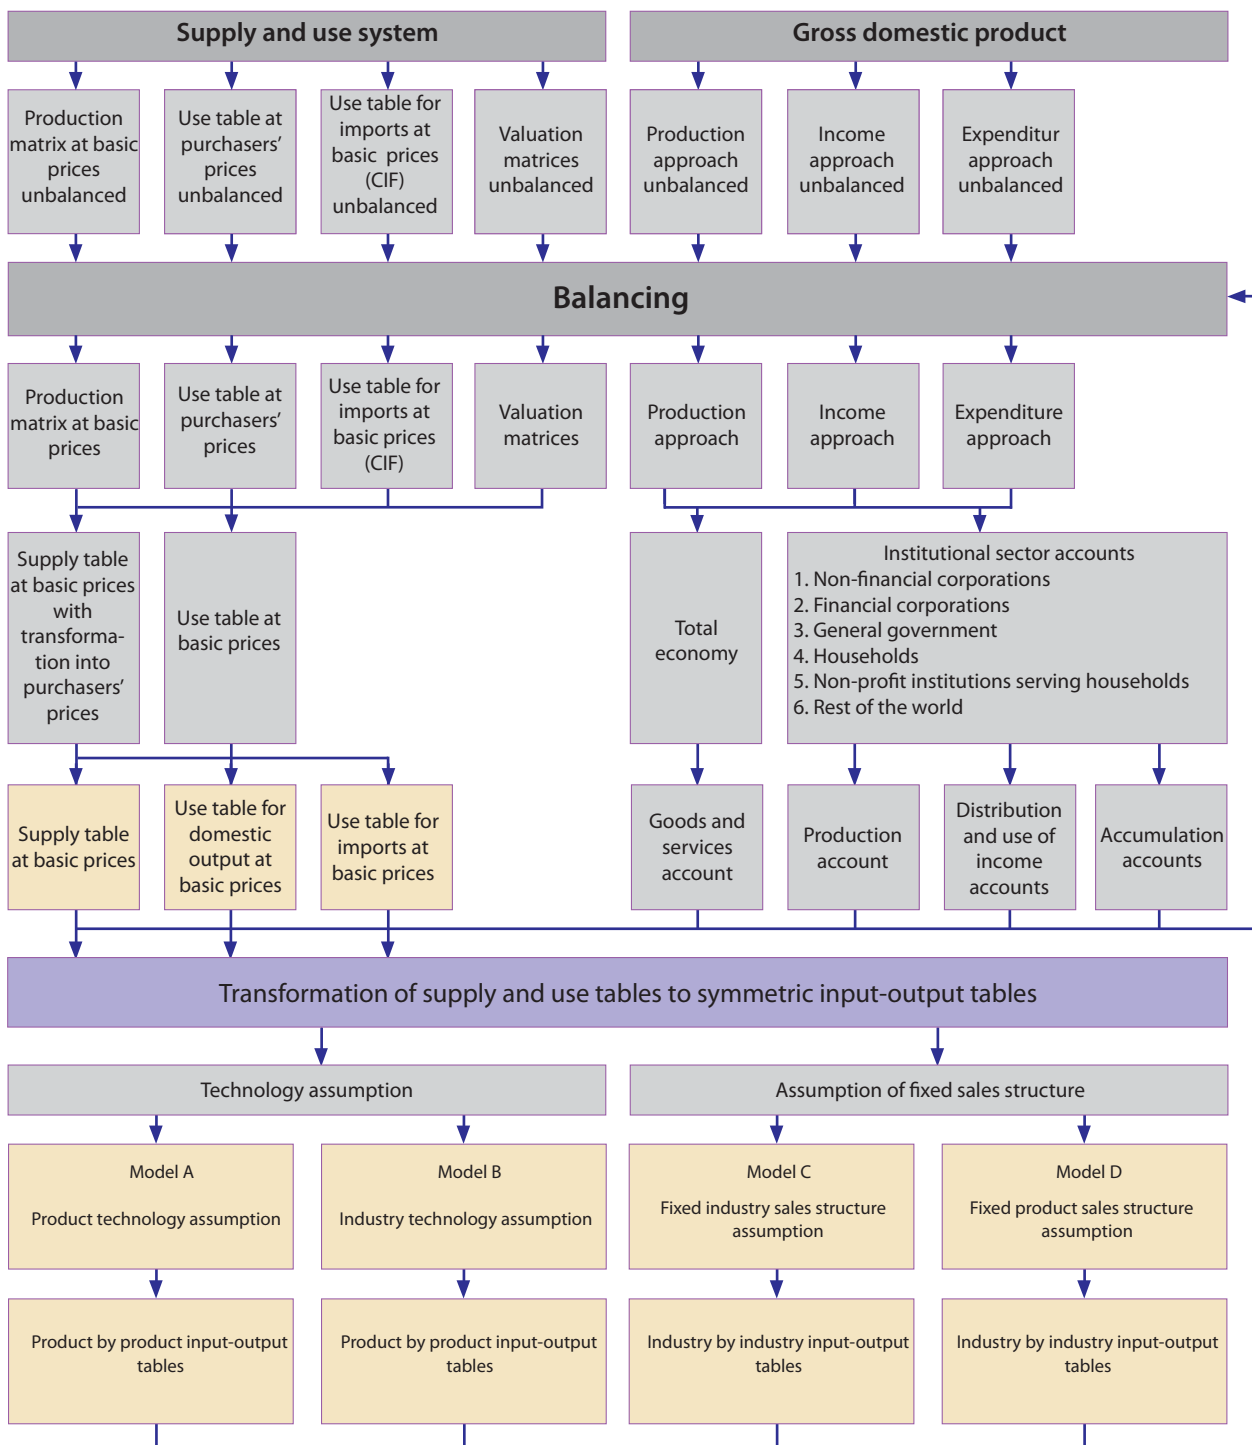 Supply and use system
Gross domestic product
Production
matrix at basic
prices
unbalanced
Use table at
purchasers’
prices
unbalanced
Use table for
imports at
basic prices
(CIF)
unbalanced
Valuation
matrices
unbalanced
Production
approach
unbalanced
Income
approach
unbalanced
Expenditur
approach
unbalanced
Balancing
Production
matrix at basic
prices
Use table at
purchasers’
prices
Use table for
imports at
basic prices
(CIF)
Valuation
matrices
Production
approach
Income
approach
Expenditure
approach
Supply table
at basic prices
with
transforma-
tion into
purchasers’
prices
Use table at
basic prices
Total
economy
Institutional sector accounts
1. Non-financial corporations
2. Financial corporations
3. General government
4. Households
5. Non-profit institutions serving households
6. Rest of the world
Supply table
at basic prices
Use table for
domestic
output at
basic prices
Use table for
imports at
basic prices
Goods and
services
account
Production
account
Distribution
and use of
income
accounts
Accumulation
accounts
Transformation of supply and use tables to symmetric input-output tables
Technology assumption
Assumption of fixed sales structure
Model A
Product technology assumption
Model B
Industry technology assumption
Model C
Fixed industry sales structure
assumption
Model D
Fixed product sales structure
assumption
Product by product input-output
tables
Product by product input-output
tables
Industry by industry input-output
tables
Industry by industry input-output
tables